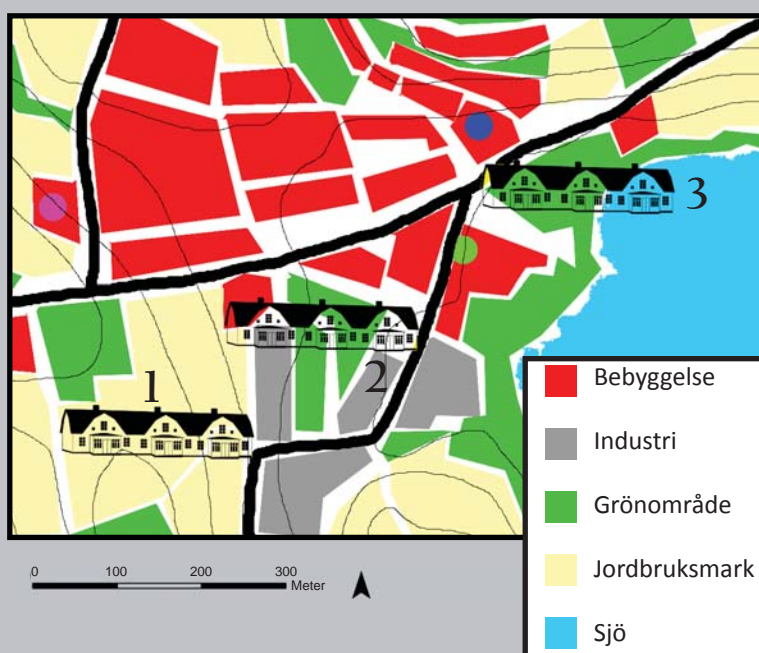 3
2
1
Bebyggelse
Industri
Grönområde
Jordbruksmark
Sjö
0 100 200 300
Meter